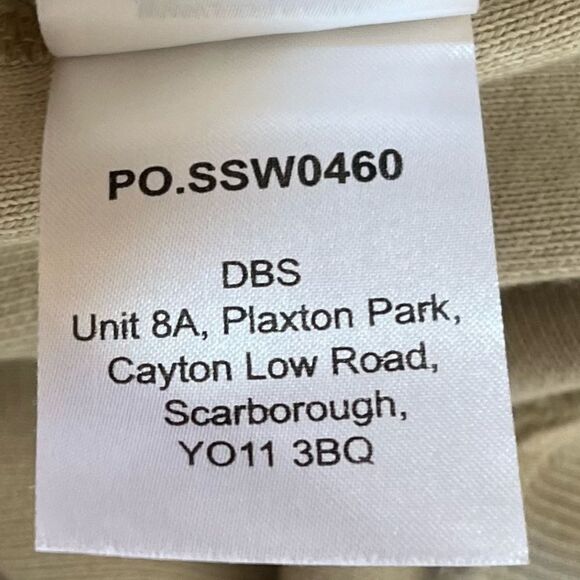 PO.SSW0460
DBS
Unit 8A, Plaxton Park,
Cayton Low Road,
Scarborough,
YO11 3BQ